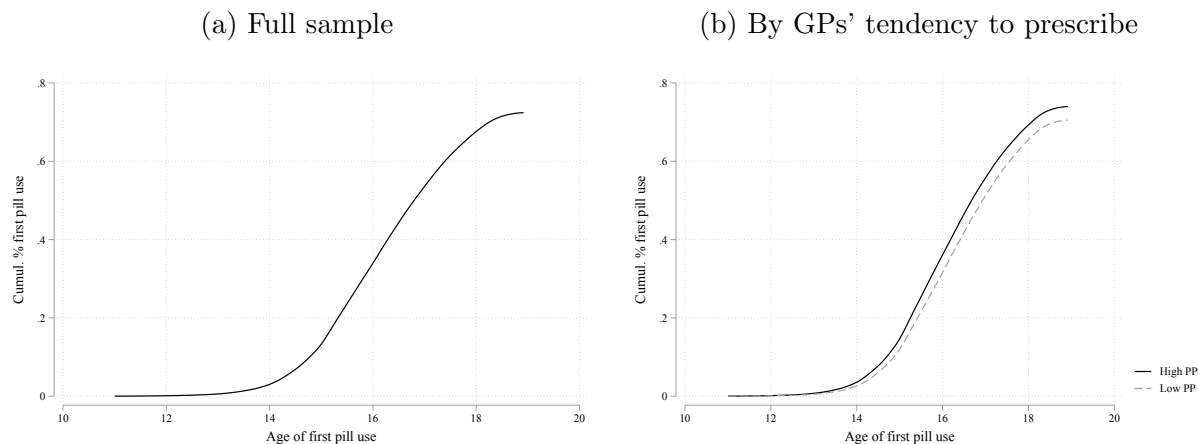 (a) Full sample
Cumul. % first pill use
.8
.6
.4
.2
0
10 12 14 16 18 20
Age of first pill use
(b) By GPs' tendency to prescribe
Cumul. % first pill use
.8
.6
.4
.2
0
10 12 14 16 18 20
Age of first pill use
High PP
Low PP